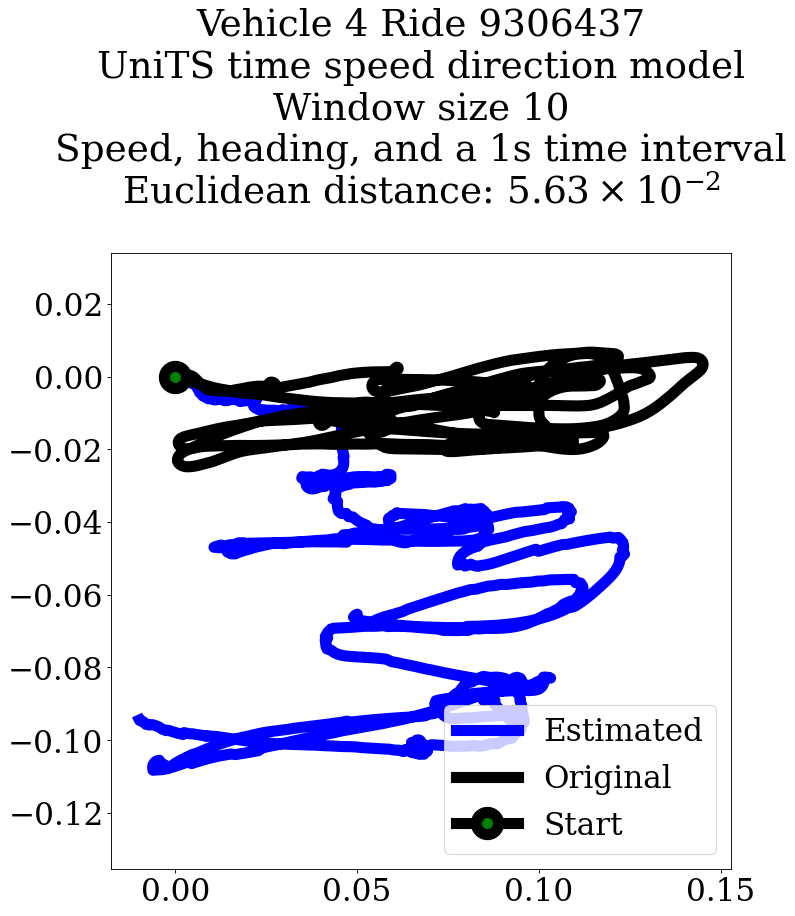 Vehicle 4 Ride 9306437
UniTS time speed direction model
Window size 10
Speed, heading, and a 1s time interval
Euclidean distance: 5.63 × 10⁻²
0.02
0.00
−0.02
−0.04
−0.06
−0.08
−0.10
−0.12
Estimated
Original
Start
0.00 0.05 0.10 0.15